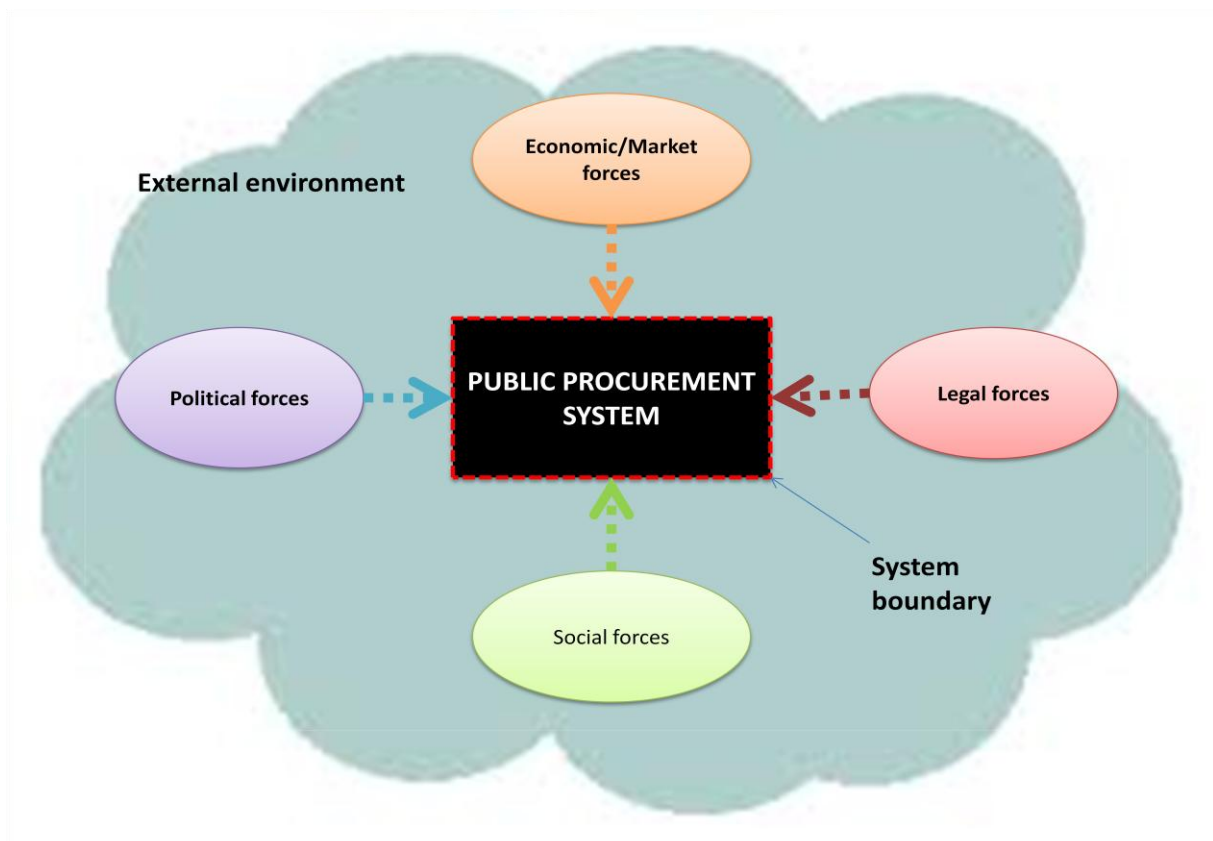 Economic/Market
forces
External environment
PUBLIC PROCUREMENT
SYSTEM
Political forces
Legal forces
System
boundary
Social forces